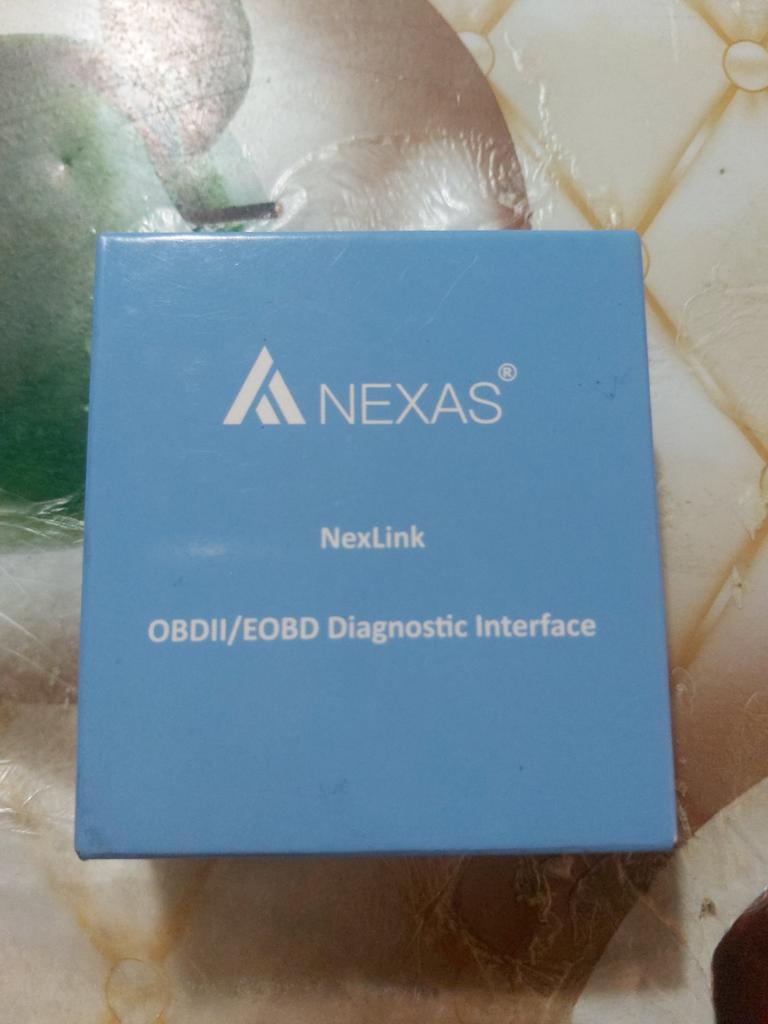 NEXAS®
NexLink
OBDII/EOBD Diagnostic Interface